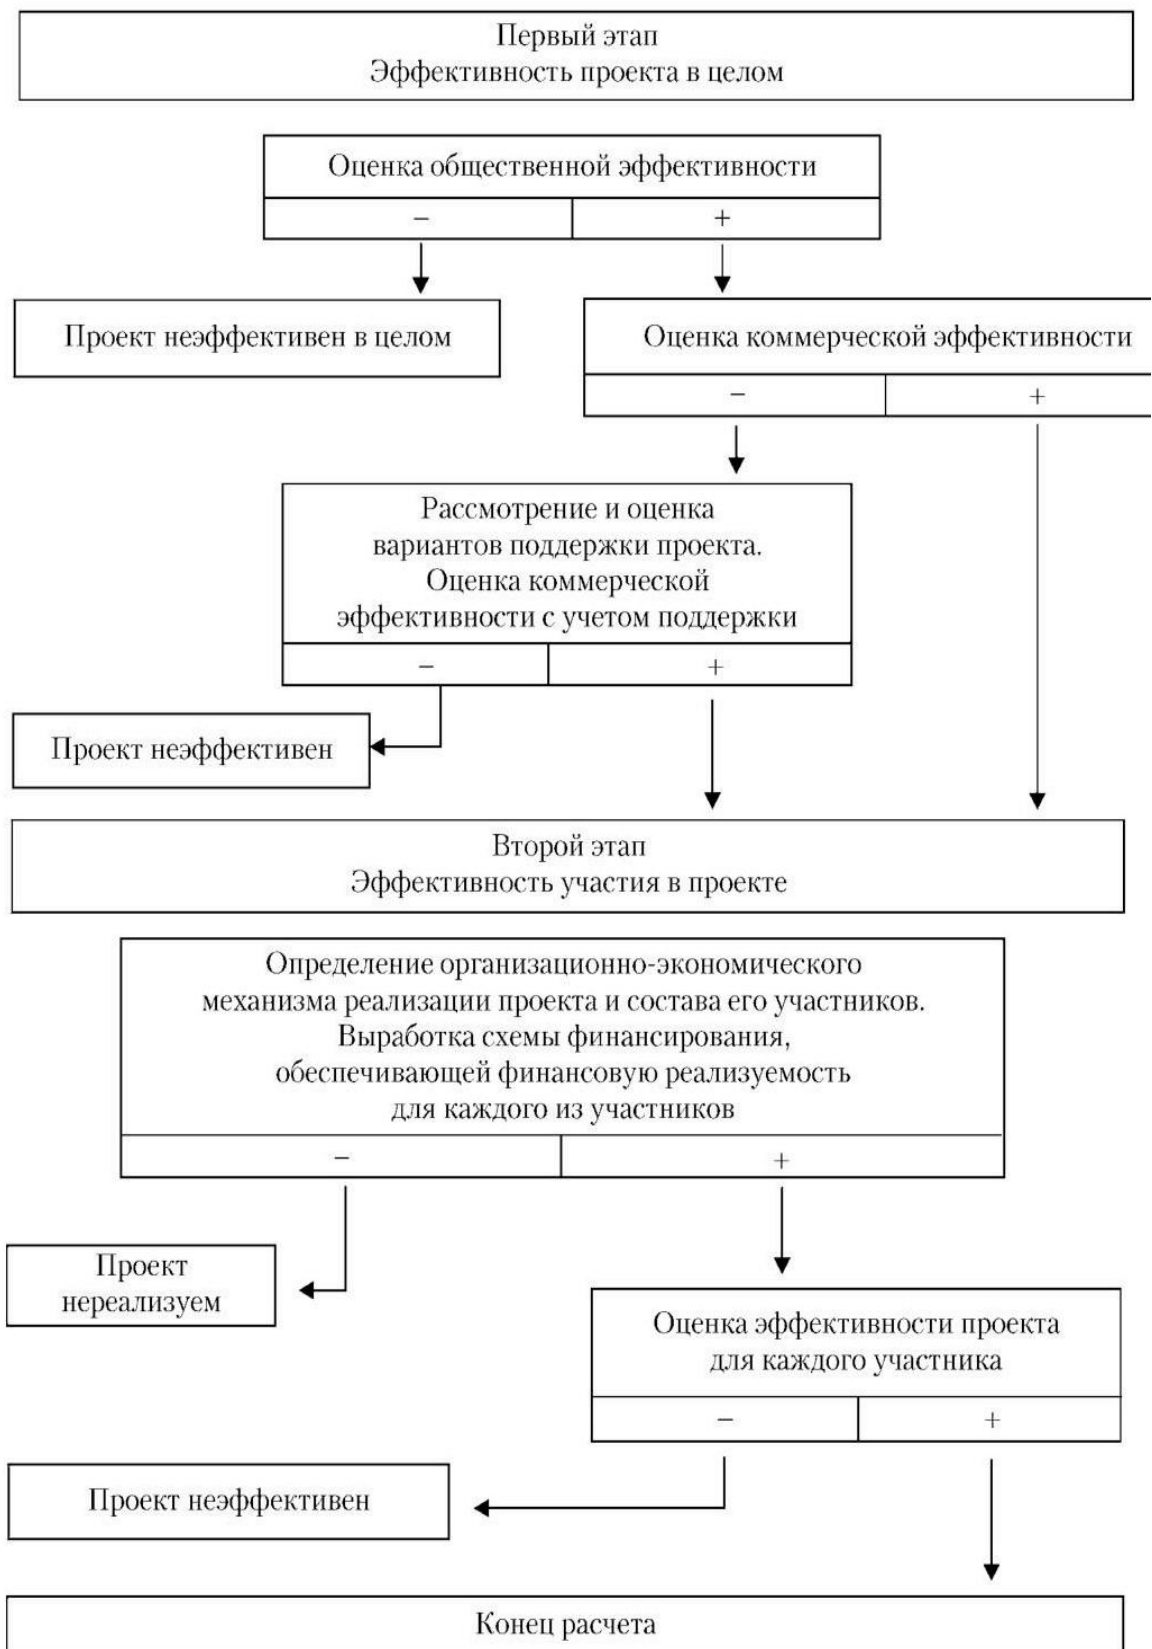 Первый этап
Эффективность проекта в целом
Оценка общественной эффективности
– +
Проект неэффективен в целом
Оценка коммерческой эффективности
– +
Рассмотрение и оценка
вариантов поддержки проекта.
Оценка коммерческой
эффективности с учетом поддержки
– +
Проект неэффективен
Второй этап
Эффективность участия в проекте
Определение организационно-экономического
механизма реализации проекта и состава его участников.
Выработка схемы финансирования,
обеспечивающей финансовую реализуемость
для каждого из участников
– +
Проект
нереализуем
Оценка эффективности проекта
для каждого участника
– +
Проект неэффективен
Конец расчета